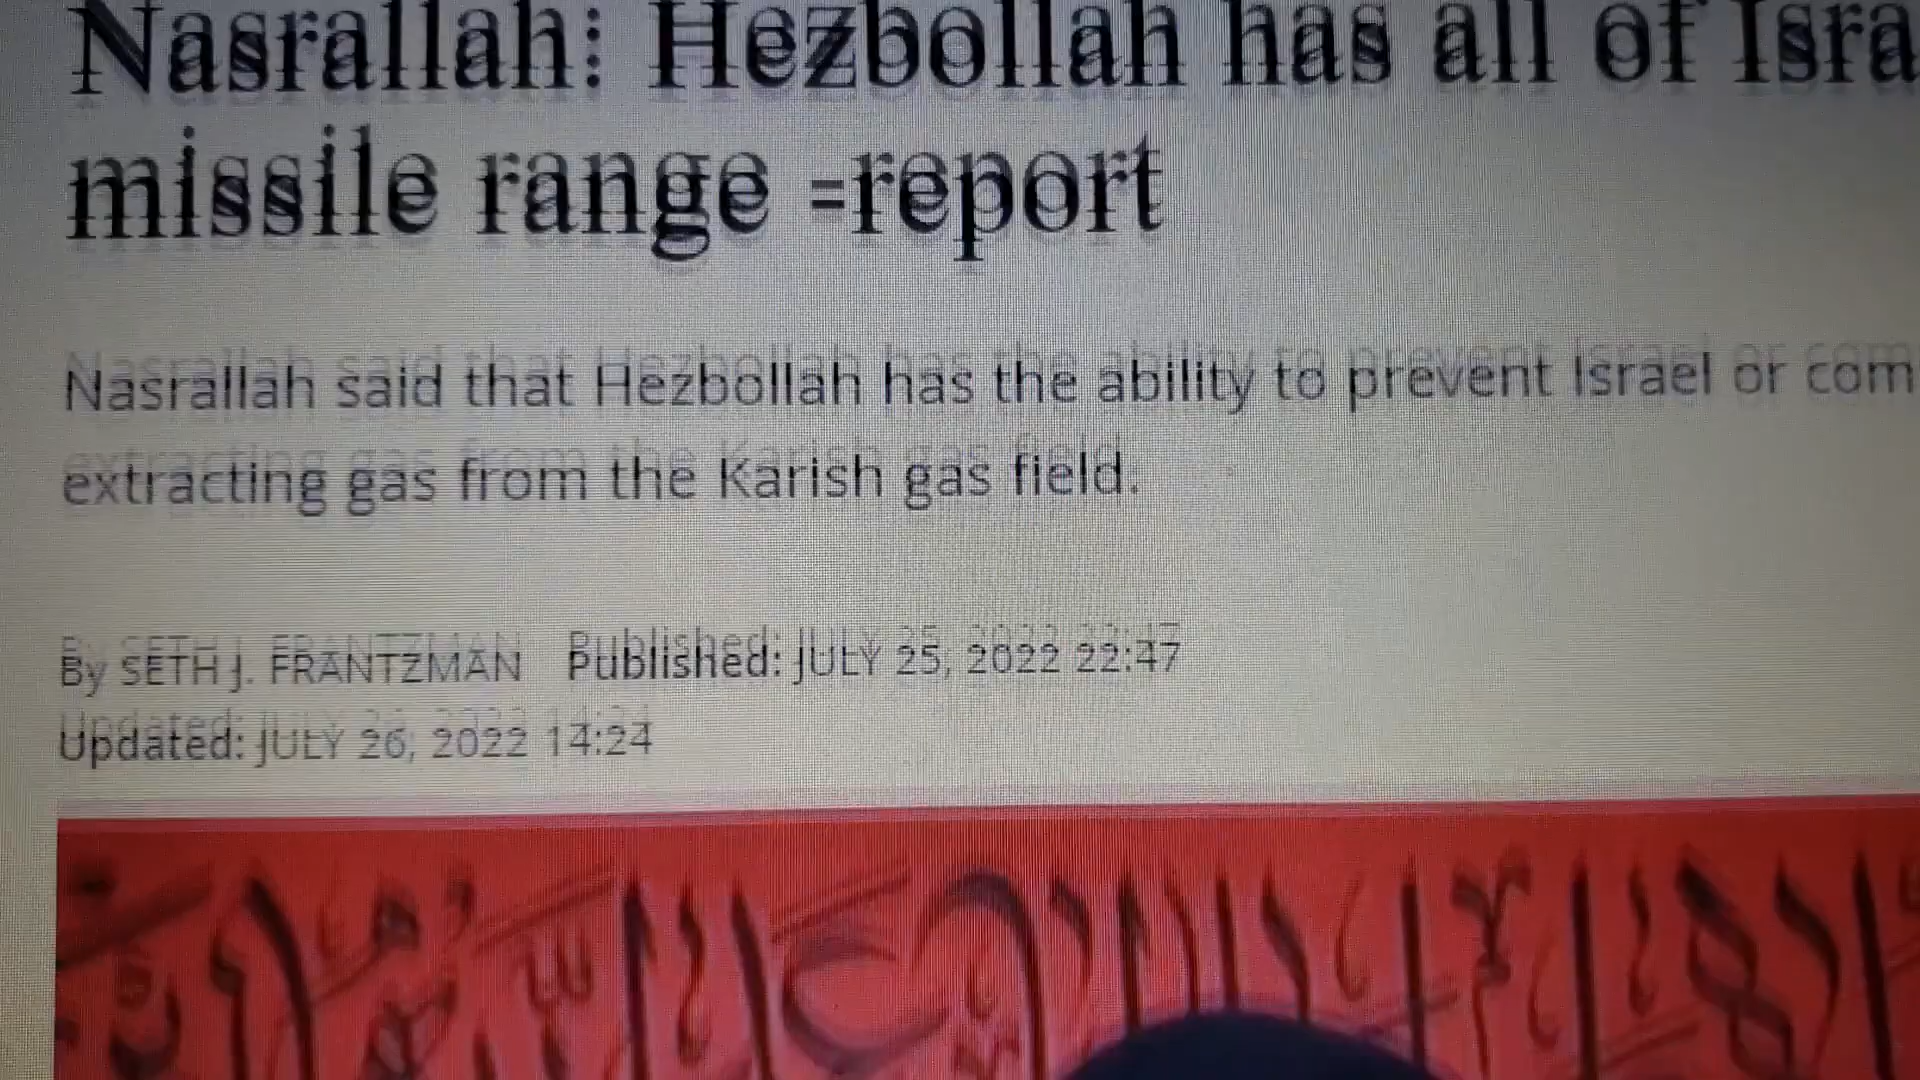 Nasrallah: Hezbollah has all of Isra
missile range -report
Nasrallah said that Hezbollah has the ability to prevent Israel or com
extracting gas from the Karish gas field.
By SETH J. FRANTZMAN Published: JULY 25, 2022 22:47
Updated: JULY 26, 2022 14:24